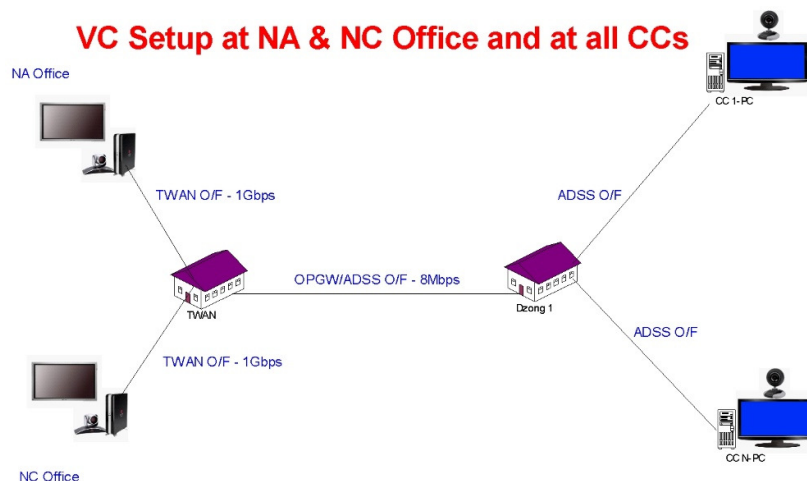 VC Setup at NA & NC Office and at all CCs
NA Office
CC 1-PC
TWAN O/F - 1Gbps
ADSS O/F
OPGW/ADSS O/F - 8Mbps
TWAN
Dzong 1
TWAN O/F - 1Gbps
ADSS O/F
CC N-PC
NC Office